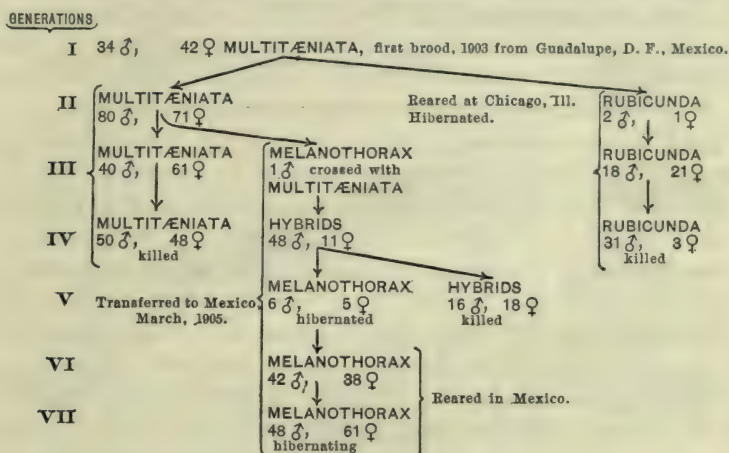 GENERATIONS
I 34 ♂, 42 ♀ MULTITÆNIATA, first brood, 1903 from Guadalupe, D. F., Mexico.
II MULTITÆNIATA Reared at Chicago, Ill. RUBICUNDA
80 ♂, 71 ♀ Hibernated. 2 ♂, 1 ♀
III MULTITÆNIATA MELANOTHORAX RUBICUNDA
40 ♂, 61 ♀ 1 ♂ crossed with 18 ♂, 21 ♀
MULTITÆNIATA
IV MULTITÆNIATA HYBRIDS RUBICUNDA
50 ♂, 48 ♀ 48 ♂, 11 ♀ 31 ♂, 3 ♀
killed killed
V Transferred to Mexico MELANOTHORAX HYBRIDS
March, 1905. 6 ♂, 5 ♀ 16 ♂, 18 ♀
hibernated killed
VI MELANOTHORAX
42 ♂, 38 ♀
Reared in Mexico.
VII MELANOTHORAX
48 ♂, 61 ♀
hibernating